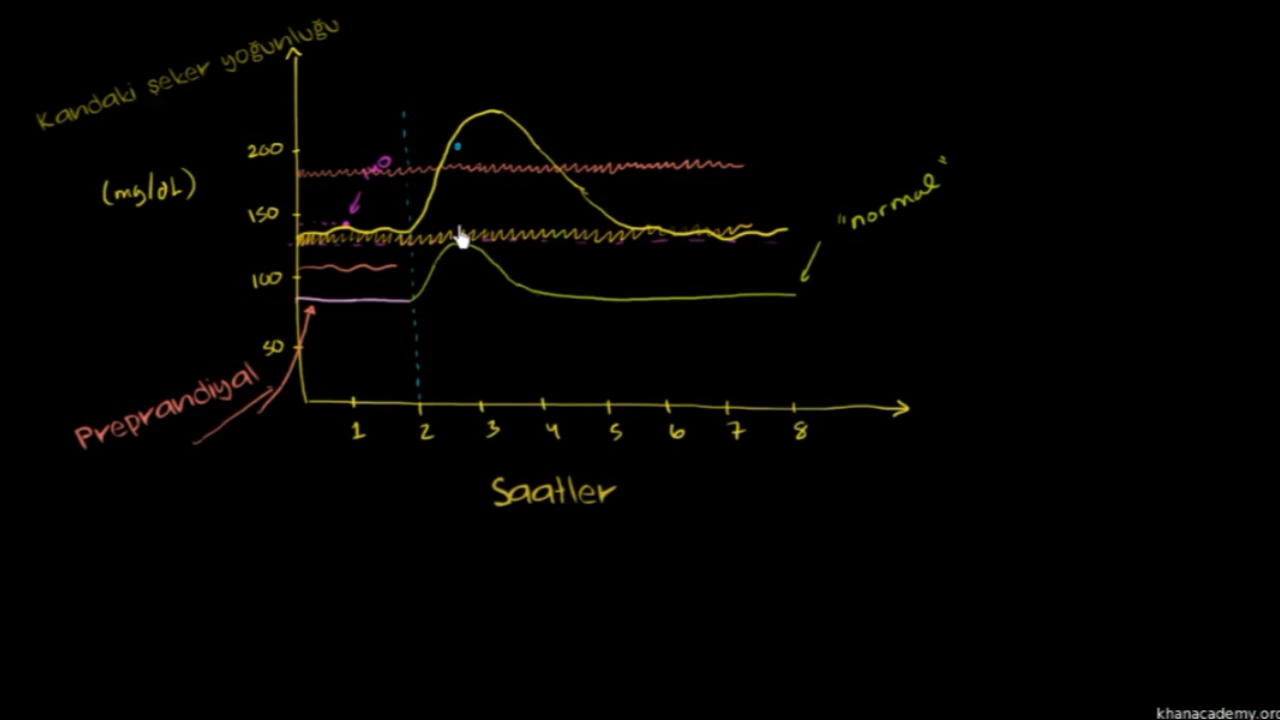 Kandaki şeker yoğunluğu
(mg/dL)
200
150
100
50
140
"normal"
Preprandiyal
1 2 3 4 5 6 7 8
Saatler
khanacademy.org